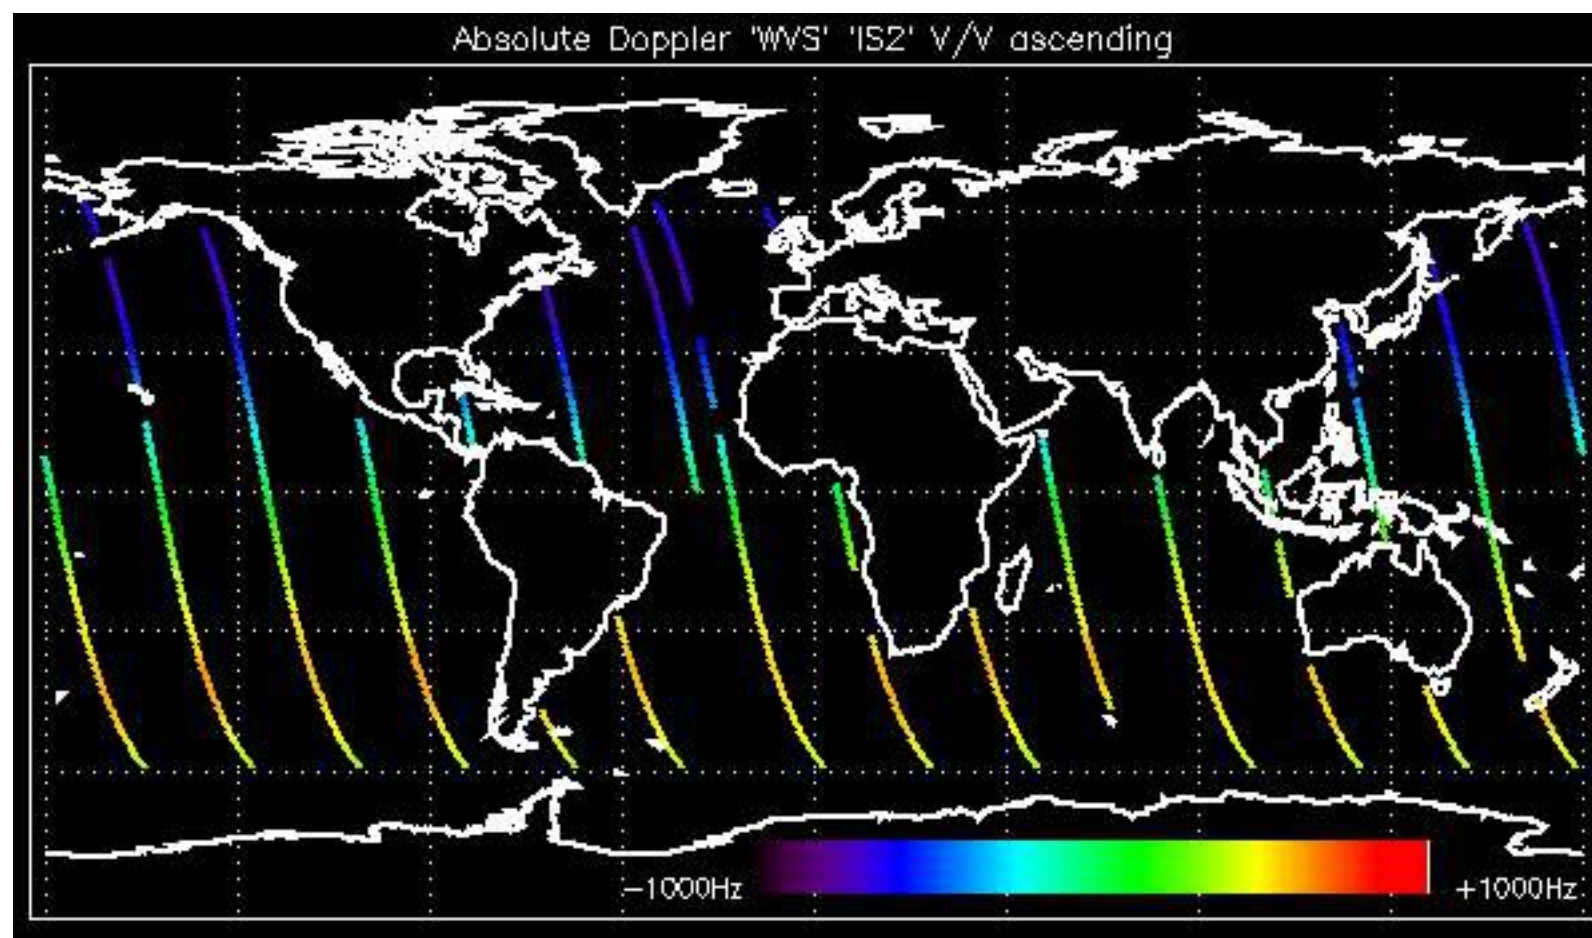 Absolute Doppler 'WVS' 'IS2' V/V ascending
−1000Hz
+1000Hz